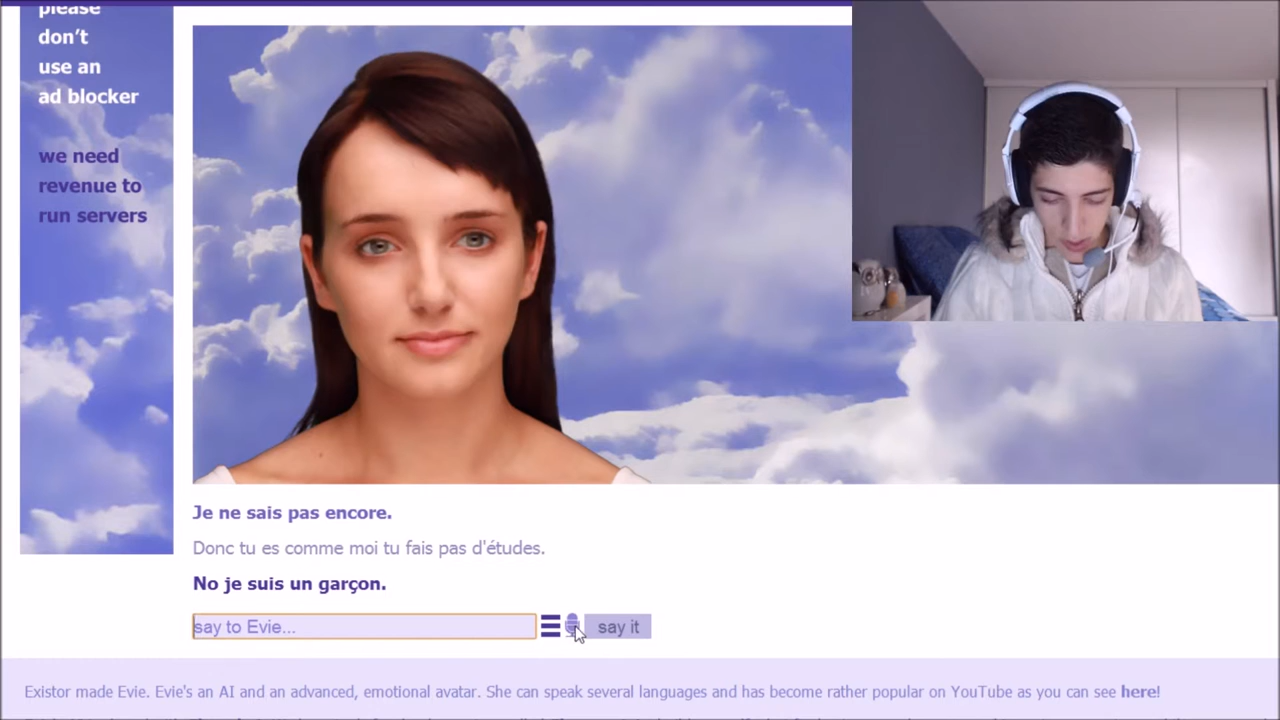 please
don't
use an
ad blocker
we need
revenue to
run servers
Je ne sais pas encore.
Donc tu es comme moi tu fais pas d'études.
No je suis un garçon.
say to Evie...
say it
Existor made Evie. Evie's an AI and an advanced, emotional avatar. She can speak several languages and has become rather popular on YouTube as you can see here!